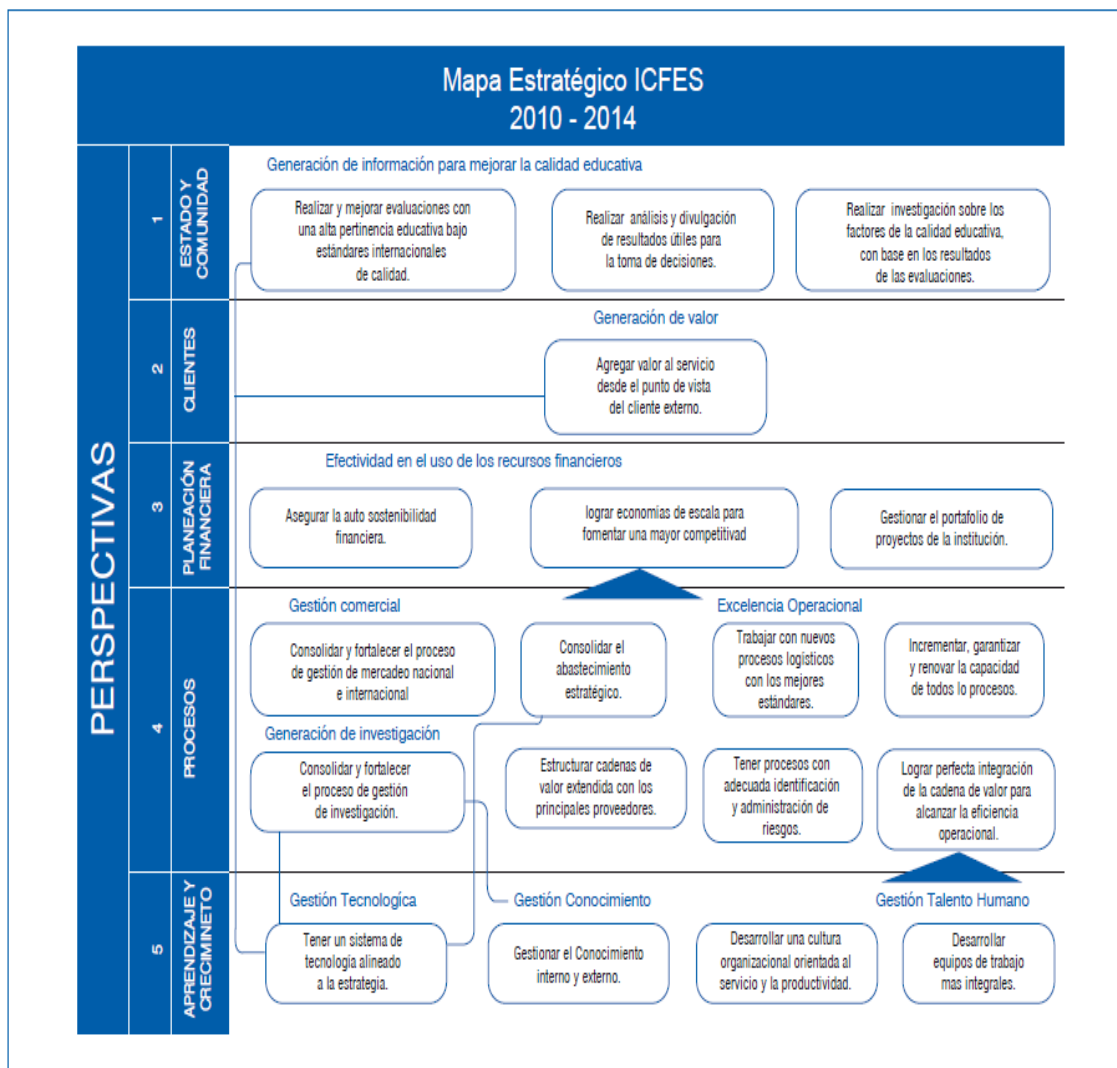 Mapa Estratégico ICFES
2010 - 2014
PERSPECTIVAS
1
ESTADO Y
COMUNIDAD
Generación de información para mejorar la calidad educativa
Realizar y mejorar evaluaciones con
una alta pertinencia educativa bajo
estándares internacionales
de calidad.
Realizar análisis y divulgación
de resultados útiles para
la toma de decisiones.
Realizar investigación sobre los
factores de la calidad educativa,
con base en los resultados
de las evaluaciones.
2
CLIENTES
Generación de valor
Agregar valor al servicio
desde el punto de vista
del cliente externo.
3
PLANEACIÓN
FINANCIERA
Efectividad en el uso de los recursos financieros
Asegurar la auto sostenibilidad
financiera.
lograr economías de escala para
fomentar una mayor competitivad
Gestionar el portafolio de
proyectos de la institución.
4
PROCESOS
Gestión comercial
Consolidar y fortalecer el proceso
de gestión de mercadeo nacional
e internacional
Consolidar el
abastecimiento
estratégico.
Excelencia Operacional
Trabajar con nuevos
procesos logísticos
con los mejores
estándares.
Incrementar, garantizar
y renovar la capacidad
de todos lo procesos.
Generación de investigación
Consolidar y fortalecer
el proceso de gestión
de investigación.
Estructurar cadenas de
valor extendida con los
principales proveedores.
Tener procesos con
adecuada identificación
y administración de
riesgos.
Lograr perfecta integración
de la cadena de valor para
alcanzar la eficiencia
operacional.
5
APRENDIZAJE Y
CRECIMINETO
Gestión Tecnologíca
Tener un sistema de
tecnología alineado
a la estrategia.
Gestión Conocimiento
Gestionar el Conocimiento
interno y externo.
Desarrollar una cultura
organizacional orientada al
servicio y la productividad.
Gestión Talento Humano
Desarrollar
equipos de trabajo
mas integrales.